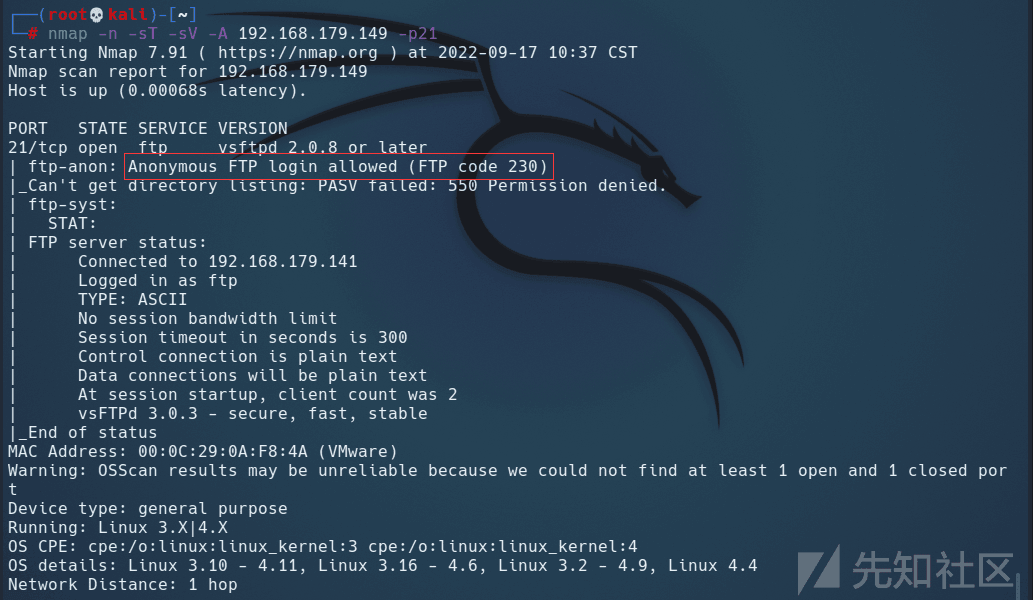 ┌──(root💀kali)-[~]
└─# nmap -n -sT -sV -A 192.168.179.149 -p21
Starting Nmap 7.91 ( https://nmap.org ) at 2022-09-17 10:37 CST
Nmap scan report for 192.168.179.149
Host is up (0.00068s latency).

PORT   STATE SERVICE VERSION
21/tcp open  ftp     vsftpd 2.0.8 or later
| ftp-anon: Anonymous FTP login allowed (FTP code 230)
|_Can't get directory listing: PASV failed: 550 Permission denied.
| ftp-syst:
|   STAT:
| FTP server status:
|      Connected to 192.168.179.141
|      Logged in as ftp
|      TYPE: ASCII
|      No session bandwidth limit
|      Session timeout in seconds is 300
|      Control connection is plain text
|      Data connections will be plain text
|      At session startup, client count was 2
|      vsFTPd 3.0.3 - secure, fast, stable
|_End of status
MAC Address: 00:0C:29:0A:F8:4A (VMware)
Warning: OSScan results may be unreliable because we could not find at least 1 open and 1 closed por
t
Device type: general purpose
Running: Linux 3.X|4.X
OS CPE: cpe:/o:linux:linux_kernel:3 cpe:/o:linux:linux_kernel:4
OS details: Linux 3.10 - 4.11, Linux 3.16 - 4.6, Linux 3.2 - 4.9, Linux 4.4
Network Distance: 1 hop
先知社区